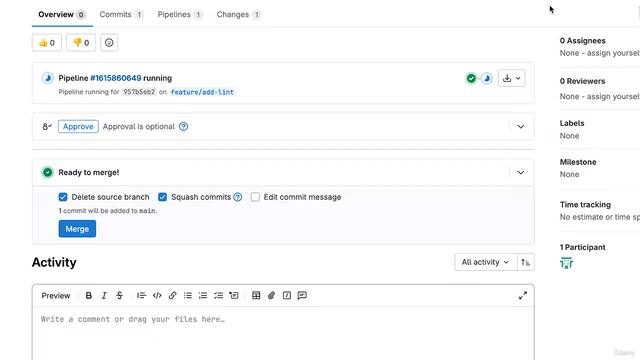 Overview 0 Commits 1 Pipelines 1 Changes 1
0 0
Pipeline #1615860649 running
Pipeline running for 957b5eb2 on feature/add-lint
Approve Approval is optional
Ready to merge!
Delete source branch Squash commits Edit commit message
1 commit will be added to main.
Merge
Activity
All activity
Preview B I S
Write a comment or drag your files here…
0 Assignees
None - assign yourself
0 Reviewers
None - assign yourself
Labels
None
Milestone
None
Time tracking
No estimate or time sp
1 Participant
Udemy